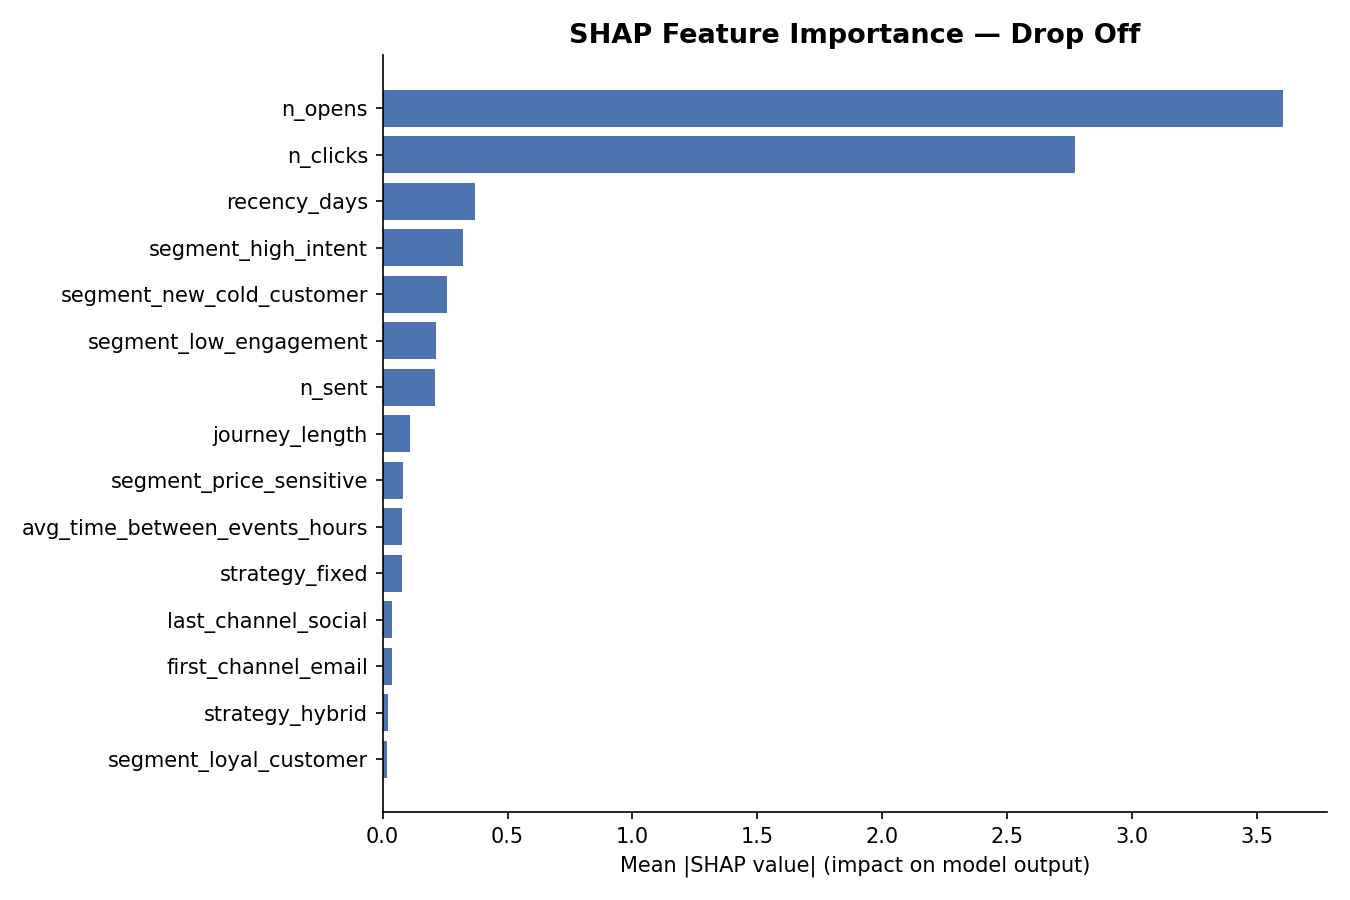 SHAP Feature Importance — Drop Off
n_opens
n_clicks
recency_days
segment_high_intent
segment_new_cold_customer
segment_low_engagement
n_sent
journey_length
segment_price_sensitive
avg_time_between_events_hours
strategy_fixed
last_channel_social
first_channel_email
strategy_hybrid
segment_loyal_customer
0.0 0.5 1.0 1.5 2.0 2.5 3.0 3.5
Mean |SHAP value| (impact on model output)